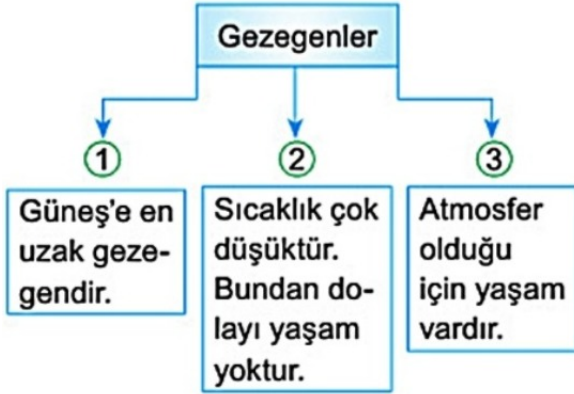 Gezegenler
1
Güneş'e en
uzak geze-
gendir.
2
Sıcaklık çok
düşüktür.
Bundan do-
layı yaşam
yoktur.
3
Atmosfer
olduğu
için yaşam
vardır.